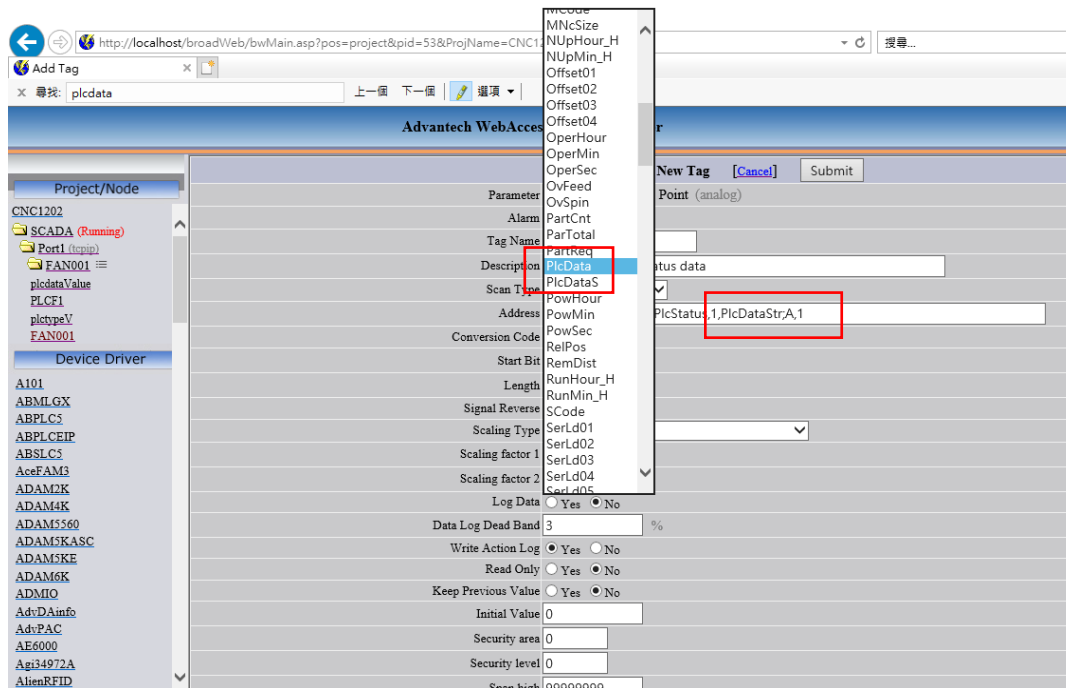 http://localhost/broadWeb/bwMain.asp?pos=project&pid=53&ProjName=CNC12
搜尋...
Add Tag
尋找: plcdata
上一個 下一個 選項
Advantech WebAcces
r
New Tag [Cancel] Submit
Project/Node
CNC1202
SCADA (Running)
Port1 (tcpip)
FAN001
plcdataValue
PLCF1
plctypeV
FAN001
Device Driver
A101
ABMLGX
ABPLC5
ABPLCEIP
ABSLC5
AceFAM3
ADAM2K
ADAM4K
ADAM5560
ADAM5KASC
ADAM5KE
ADAM6K
ADMIO
AdvDAinfo
AdvPAC
AE6000
Agi34972A
AlienRFID
MCode
MNcSize
NUpHour_H
NUpMin_H
Offset01
Offset02
Offset03
Offset04
OperHour
OperMin
OperSec
OvFeed
OvSpin
PartCnt
ParTotal
PartReq
PlcData
PlcDataS
PowHour
PowMin
PowSec
RelPos
RemDist
RunHour_H
RunMin_H
SCode
SerLd01
SerLd02
SerLd03
SerLd04
SerLd05
Parameter
Point (analog)
Alarm
Tag Name
Description
atus data
Scan Type
Address
PlcStatus,1,PlcDataStr;A,1
Conversion Code
Start Bit
Length
Signal Reverse
Scaling Type
Scaling factor 1
Scaling factor 2
Log Data Yes No
Data Log Dead Band 3 %
Write Action Log Yes No
Read Only Yes No
Keep Previous Value Yes No
Initial Value 0
Security area 0
Security level 0
Span high 99999999